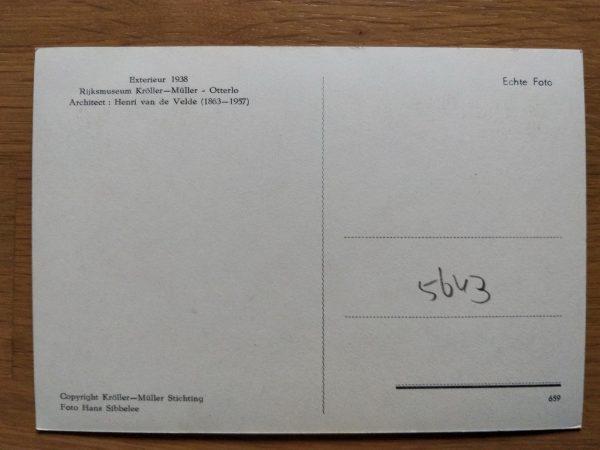 Exterieur 1938
Rijksmuseum Kröller—Müller - Otterlo
Architect : Henri van de Velde (1863—1957)
Echte Foto
5643
Copyright Kröller—Müller Stichting
Foto Hans Sibbelee
659